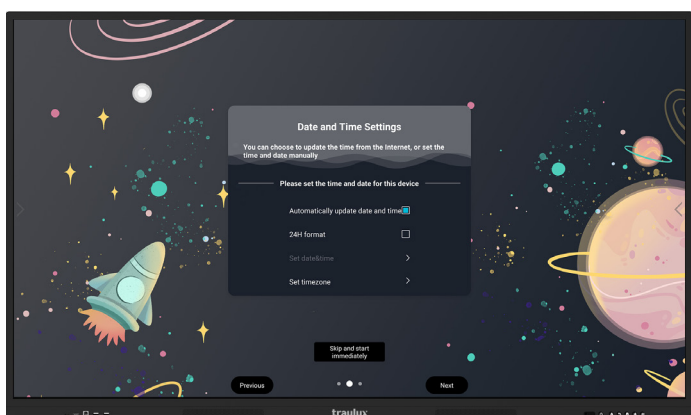 Date and Time Settings
You can choose to update the time from the Internet, or set the
time and date manually
Please set the time and date for this device
Automatically update date and time
24H format
Set date&time
Set timezone
Skip and start
immediately
Previous
Next
traulux